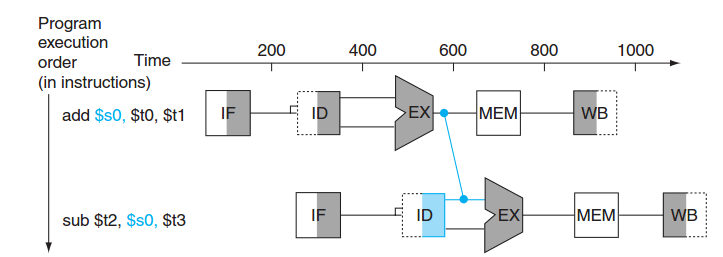 Program
execution
order
(in instructions)
Time
200 400 600 800 1000
add $s0, $t0, $t1
IF ID EX MEM WB
sub $t2, $s0, $t3
IF ID EX MEM WB